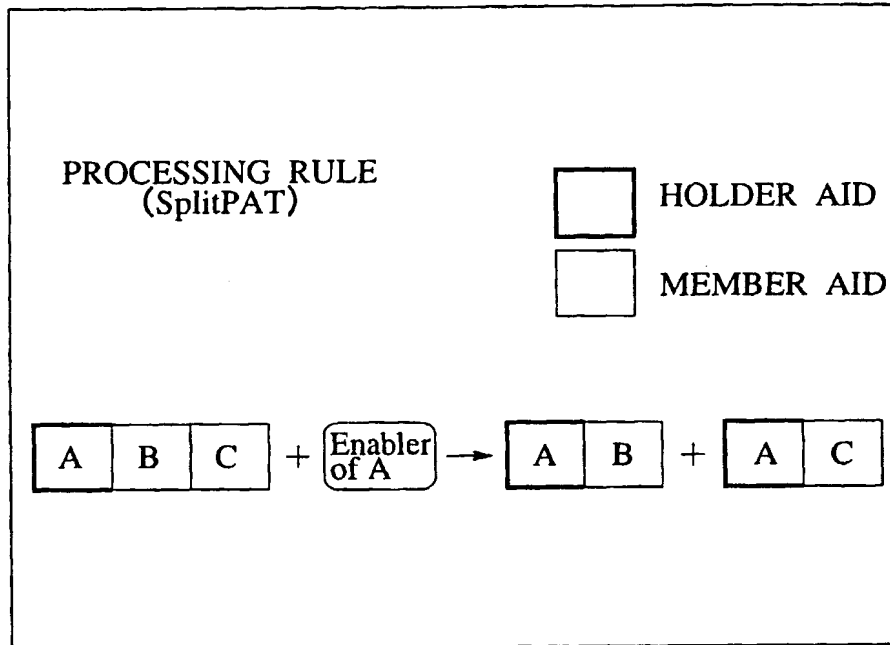 PROCESSING RULE
(SplitPAT)
HOLDER AID
MEMBER AID
A B C + Enabler of A → A B + A C